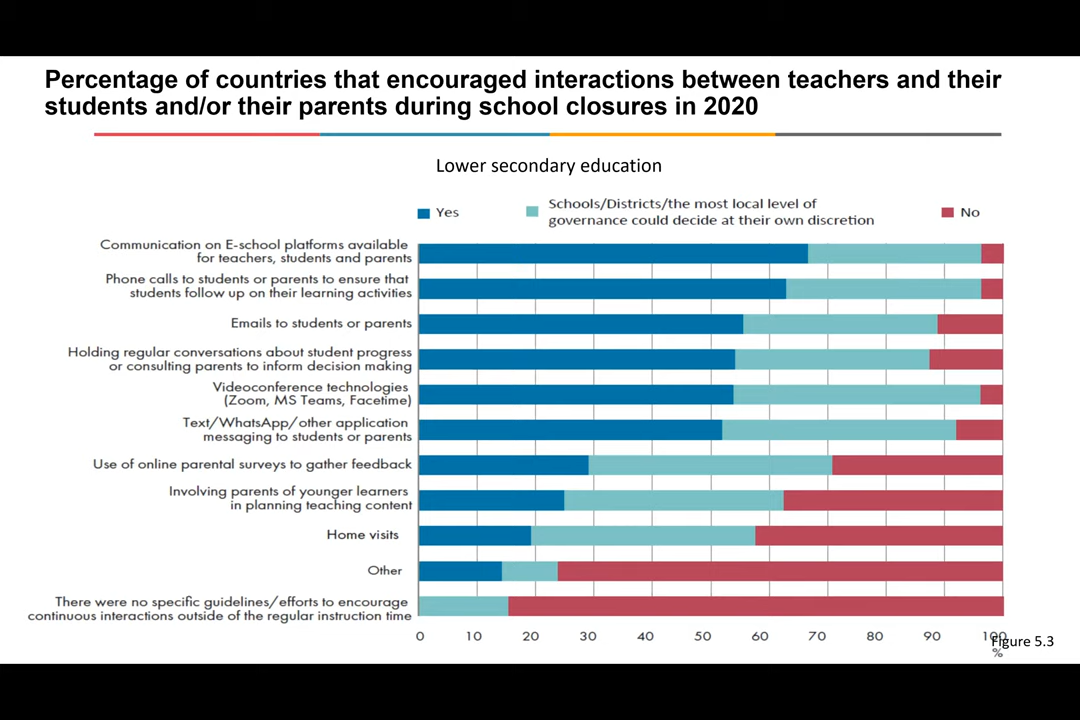 Percentage of countries that encouraged interactions between teachers and their
students and/or their parents during school closures in 2020
Lower secondary education
Yes
Schools/Districts/the most local level of
governance could decide at their own discretion
No
Communication on E-school platforms available
for teachers, students and parents
Phone calls to students or parents to ensure that
students follow up on their learning activities
Emails to students or parents
Holding regular conversations about student progress
or consulting parents to inform decision making
Videoconference technologies
(Zoom, MS Teams, Facetime)
Text/WhatsApp/other application
messaging to students or parents
Use of online parental surveys to gather feedback
Involving parents of younger learners
in planning teaching content
Home visits
Other
There were no specific guidelines/efforts to encourage
continuous interactions outside of the regular instruction time
0 10 20 30 40 50 60 70 80 90 100
%
Figure 5.3